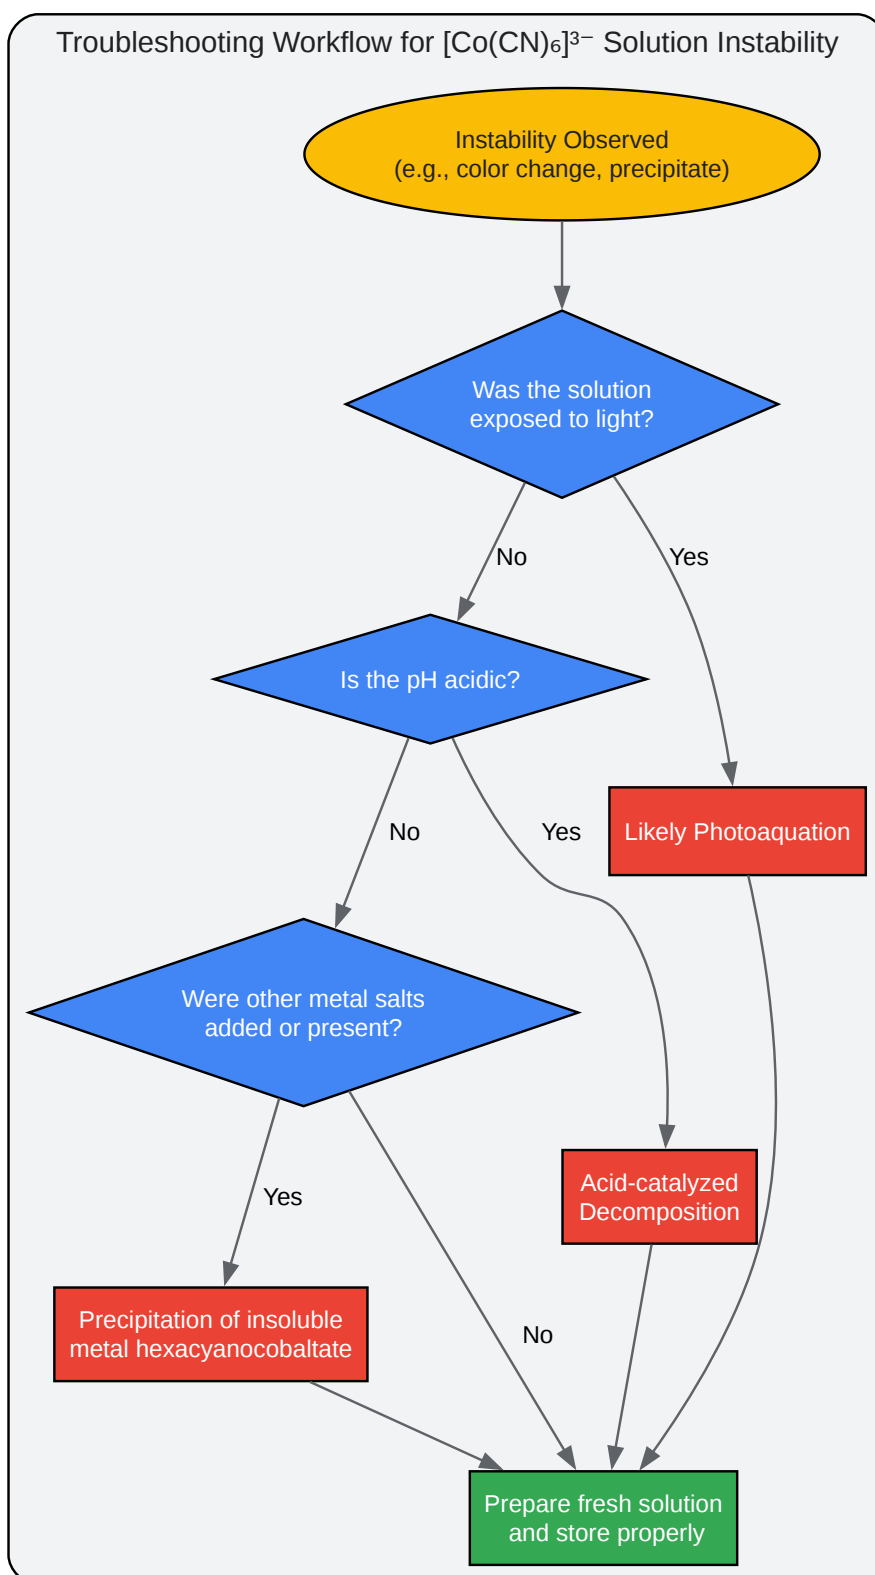 Troubleshooting Workflow for [Co(CN)₆]³⁻ Solution Instability
Instability Observed
(e.g., color change, precipitate)
Was the solution
exposed to light?
No
Yes
Is the pH acidic?
Likely Photoaquation
No
Yes
Were other metal salts
added or present?
Acid-catalyzed
Decomposition
Yes
No
Precipitation of insoluble
metal hexacyanocobaltate
Prepare fresh solution
and store properly